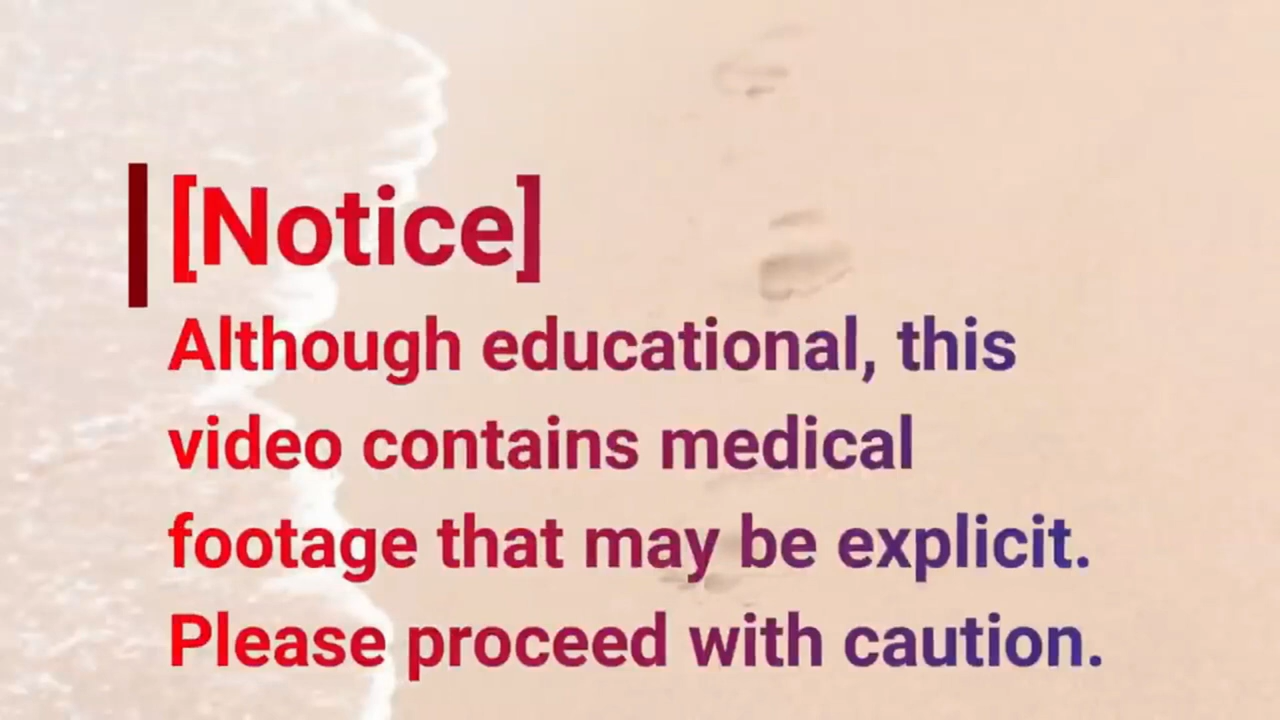 [Notice]
Although educational, this
video contains medical
footage that may be explicit.
Please proceed with caution.